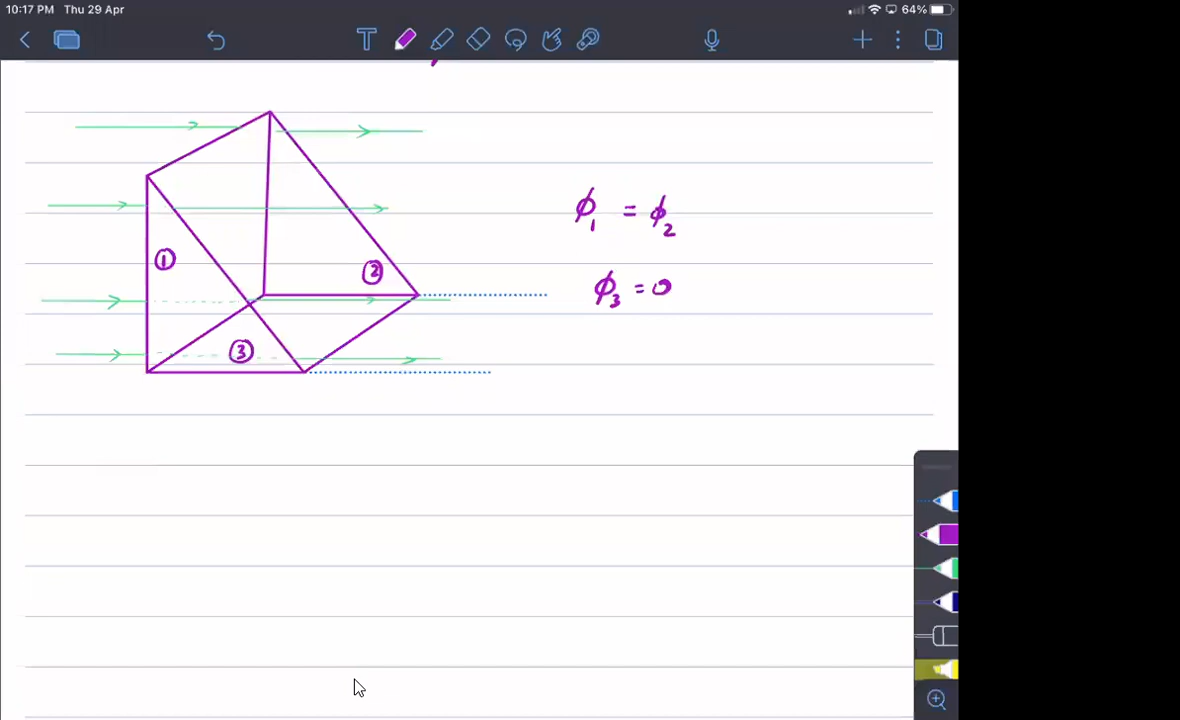 10:17 PM Thu 29 Apr
64%
T
ϕ₁ = ϕ₂
①
②
ϕ₃ = 0
③